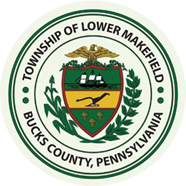 TOWNSHIP OF LOWER MAKEFIELD
BUCKS COUNTY, PENNSYLVANIA